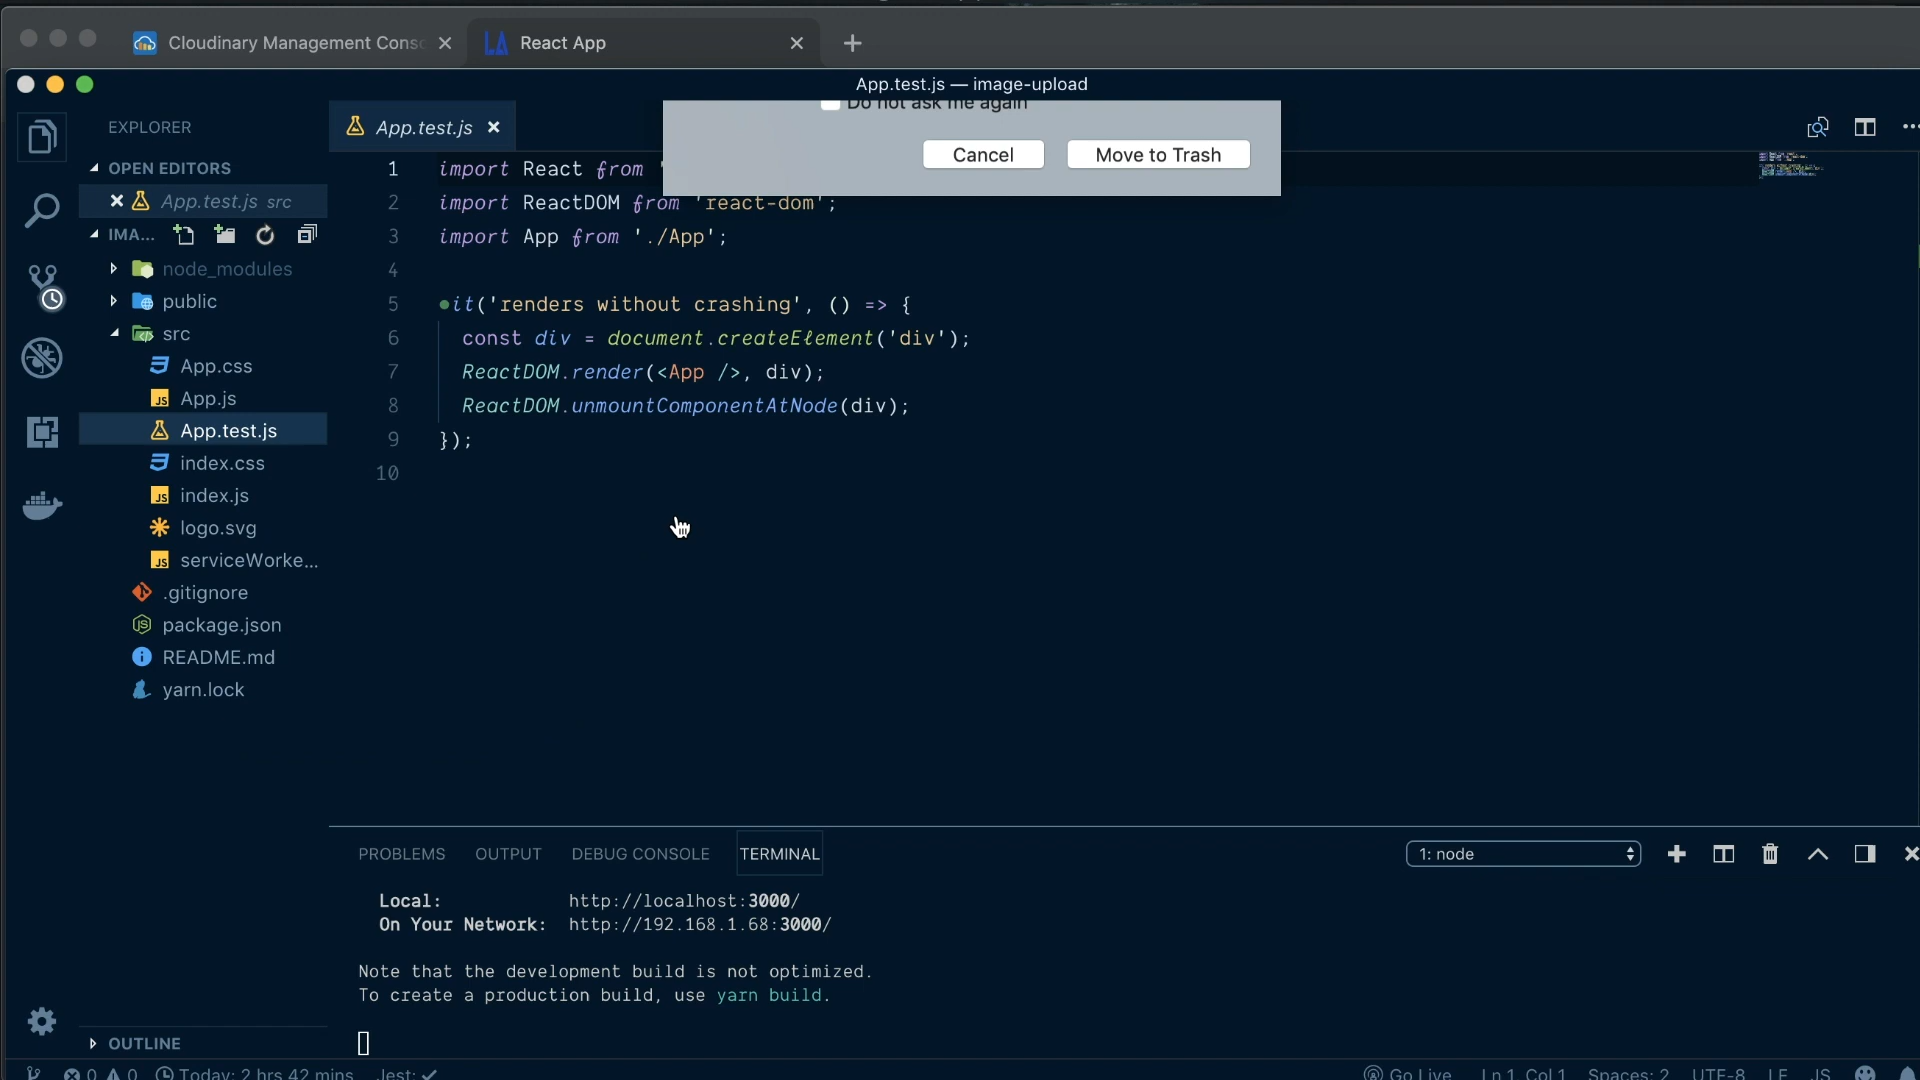 Cloudinary Management Conso
React App
App.test.js — image-upload
Do not ask me again
Cancel
Move to Trash
EXPLORER
OPEN EDITORS
App.test.js src
IMA...
node_modules
public
src
App.css
App.js
App.test.js
index.css
index.js
logo.svg
serviceWorke...
.gitignore
package.json
README.md
yarn.lock
OUTLINE
App.test.js
1 import React from '
2 import ReactDOM from 'react-dom';
3 import App from './App';
4
5 it('renders without crashing', () => {
6 const div = document.createElement('div');
7 ReactDOM.render(<App />, div);
8 ReactDOM.unmountComponentAtNode(div);
9 });
10
PROBLEMS OUTPUT DEBUG CONSOLE TERMINAL
1: node
Local: http://localhost:3000/
On Your Network: http://192.168.1.68:3000/
Note that the development build is not optimized.
To create a production build, use yarn build.
0 0 Today: 2 hrs 42 mins Jest: ✓ Go Live Ln 1, Col 1 Spaces: 2 UTF-8 LF JS